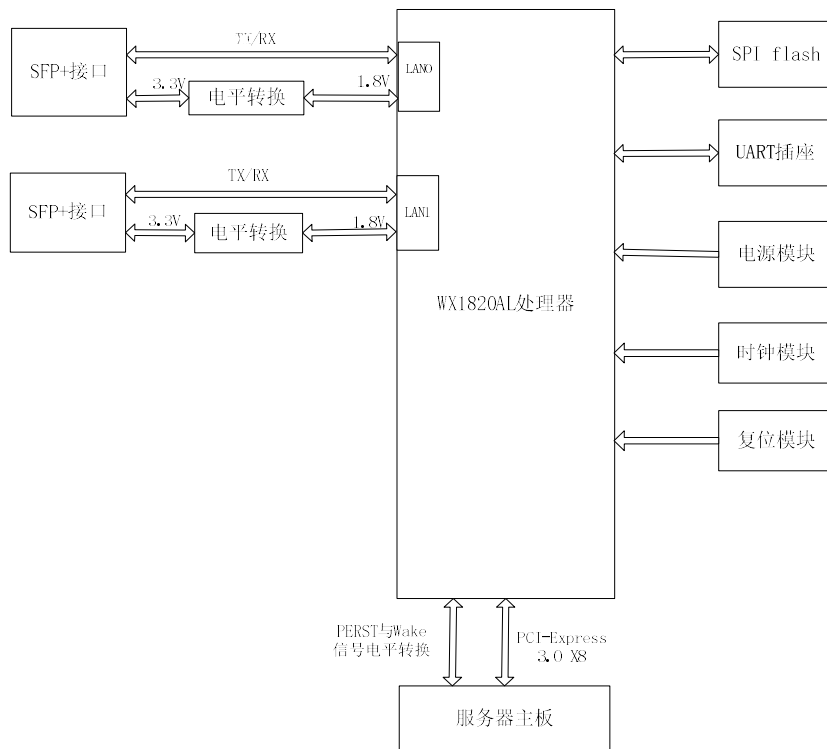 TX/RX
SFP+接口
LAN0
3.3V
电平转换
1.8V
TX/RX
SFP+接口
LAN1
3.3V
电平转换
1.8V
WX1820AL处理器
SPI flash
UART插座
电源模块
时钟模块
复位模块
PERST与Wake
信号电平转换
PCI-Express
3.0 X8
服务器主板